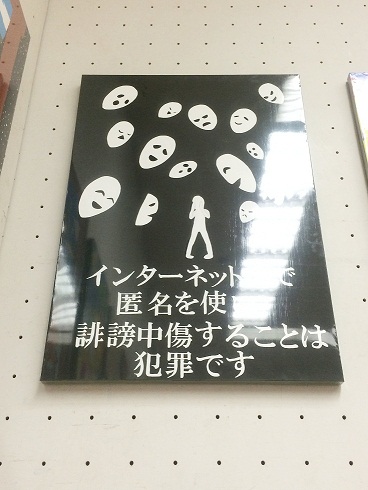 インターネット で
匿名を使
誹謗中傷することは
犯罪です